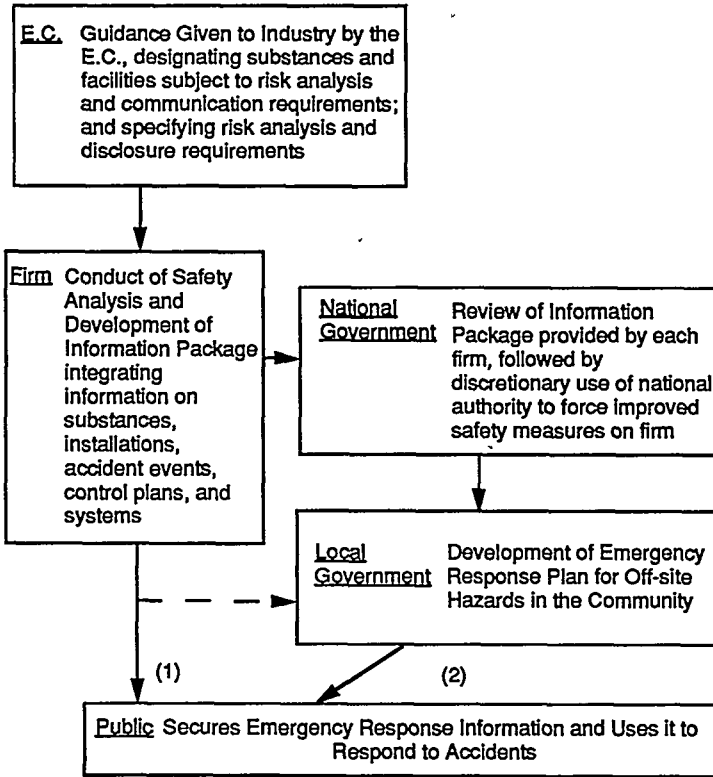 E.C. Guidance Given to Industry by the
E.C., designating substances and
facilities subject to risk analysis
and communication requirements;
and specifying risk analysis and
disclosure requirements
Firm Conduct of Safety
Analysis and
Development of
Information Package
integrating
information on
substances,
installations,
accident events,
control plans, and
systems
National
Government
Review of Information
Package provided by each
firm, followed by
discretionary use of national
authority to force improved
safety measures on firm
Local
Government
Development of Emergency
Response Plan for Off-site
Hazards in the Community
(1)
(2)
Public Secures Emergency Response Information and Uses it to
Respond to Accidents